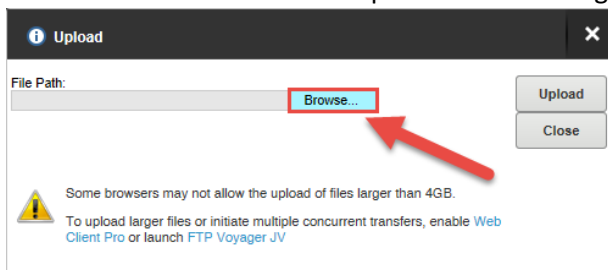 Upload
File Path:
Browse...
Upload
Close
Some browsers may not allow the upload of files larger than 4GB.
To upload larger files or initiate multiple concurrent transfers, enable Web
Client Pro or launch FTP Voyager JV